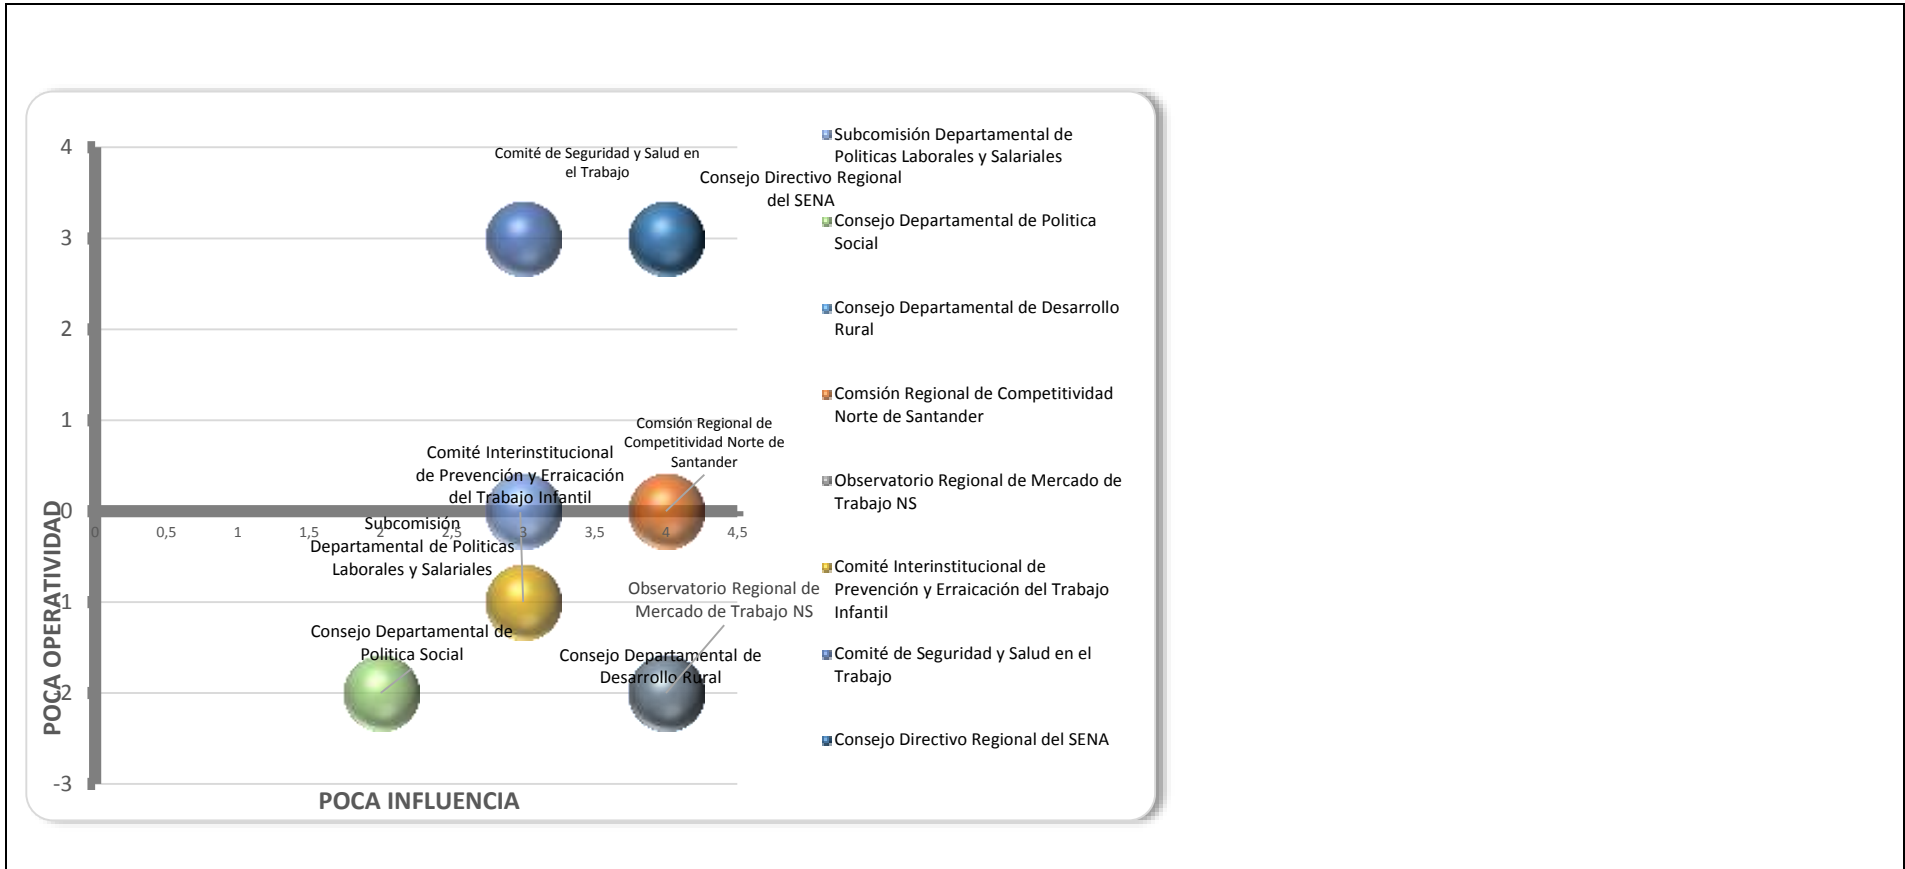 4
3
2
1
0
-1
-2
-3
POCA OPERATIVIDAD
0
0,5
1
1,5
2
2,5
3
3,5
4
4,5
POCA INFLUENCIA
Comité de Seguridad y Salud en
el Trabajo
Consejo Directivo Regional
del SENA
Comsión Regional de
Competitividad Norte de
Santander
Comité Interinstitucional
de Prevención y Erraicación
del Trabajo Infantil
Subcomisión
Departamental de Politicas
Laborales y Salariales
Observatorio Regional de
Mercado de Trabajo NS
Consejo Departamental de
Politica Social
Consejo Departamental de
Desarrollo Rural
Subcomisión Departamental de
Politicas Laborales y Salariales
Consejo Departamental de Politica
Social
Consejo Departamental de Desarrollo
Rural
Comsión Regional de Competitividad
Norte de Santander
Observatorio Regional de Mercado de
Trabajo NS
Comité Interinstitucional de
Prevención y Erraicación del Trabajo
Infantil
Comité de Seguridad y Salud en el
Trabajo
Consejo Directivo Regional del SENA